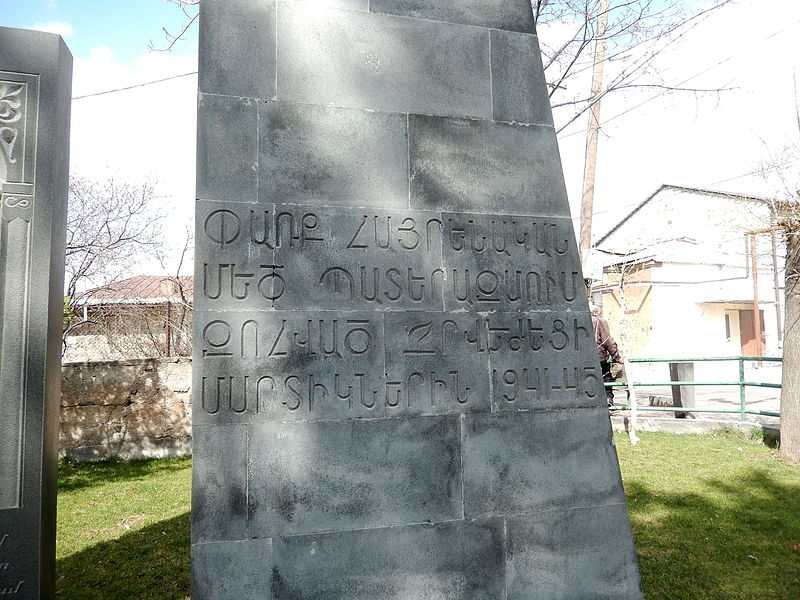 ՓԱՌՔ ՀԱՅՐԵՆԱԿԱՆ
ՄԵԾ ՊԱՏԵՐԱԶՄՈՒՄ
ԶՈՀՎԱԾ ՋՐՎԵԺԵՑԻ
ՄԱՐՏԻԿՆԵՐԻՆ 1941-45